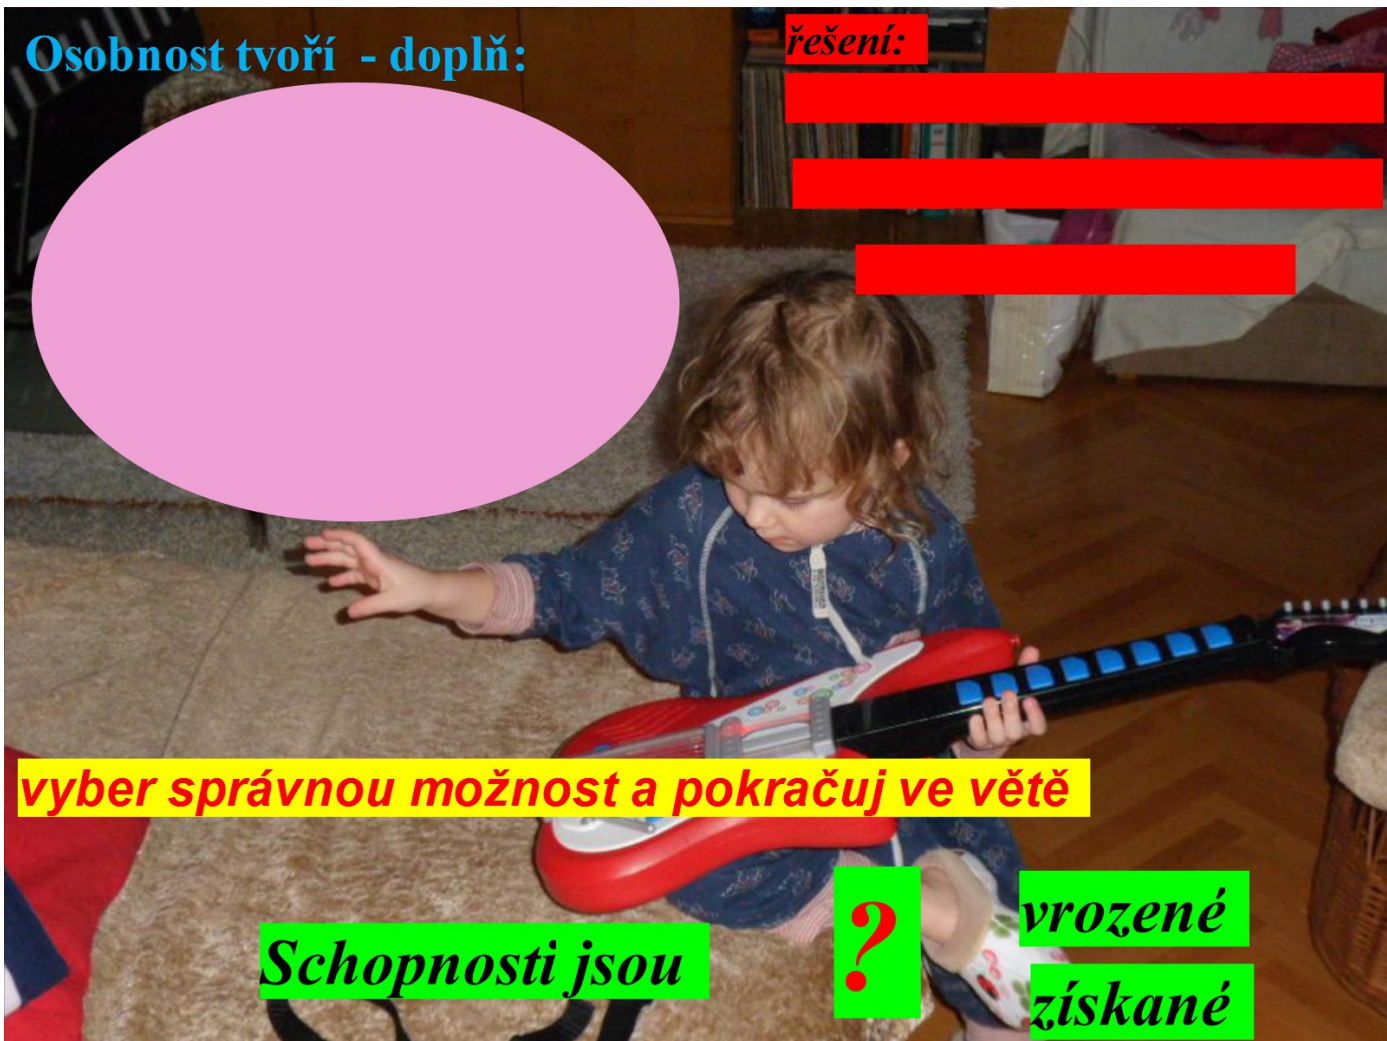 Osobnost tvoří - doplň:
řešení:
vyber správnou možnost a pokračuj ve větě
Schopnosti jsou
?
vrozené
získané